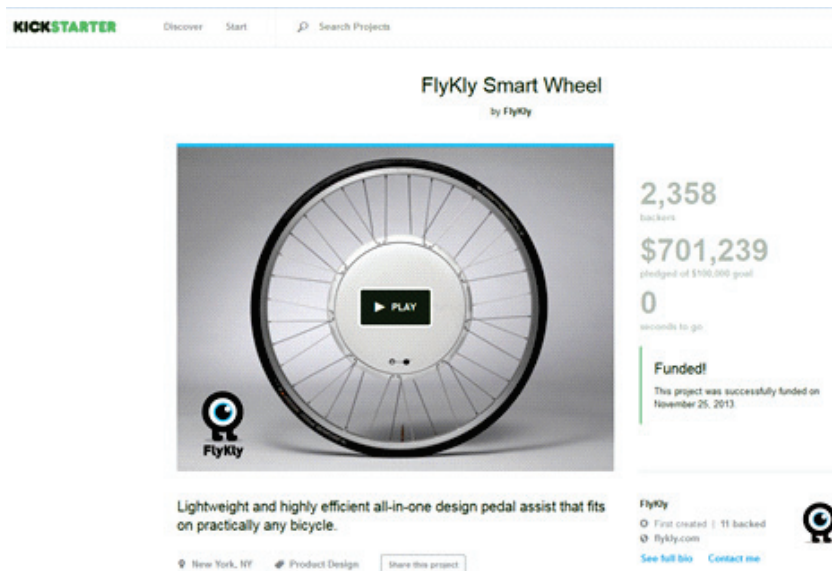 KICKSTARTER Discover Start Search Projects
FlyKly Smart Wheel
by FlyKly
2,358
backers
$701,239
pledged of $100,000 goal
0
seconds to go
PLAY
Funded!
This project was successfully funded on
November 25, 2013.
FlyKly
Lightweight and highly efficient all-in-one design pedal assist that fits
on practically any bicycle.
New York, NY Product Design Share this project
FlyKly
First created | 11 backed
flykly.com
See full bio Contact me